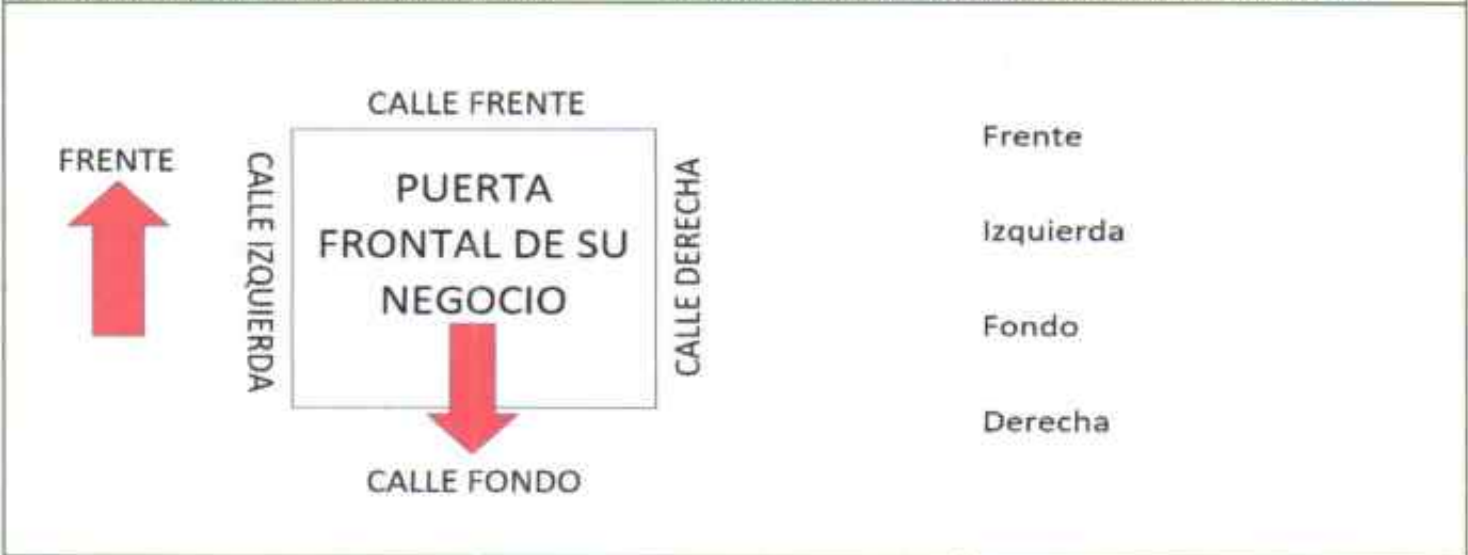 CALLE FRENTE
FRENTE
CALLE IZQUIERDA
PUERTA
FRONTAL DE SU
NEGOCIO
CALLE DERECHA
CALLE FONDO
Frente
Izquierda
Fondo
Derecha